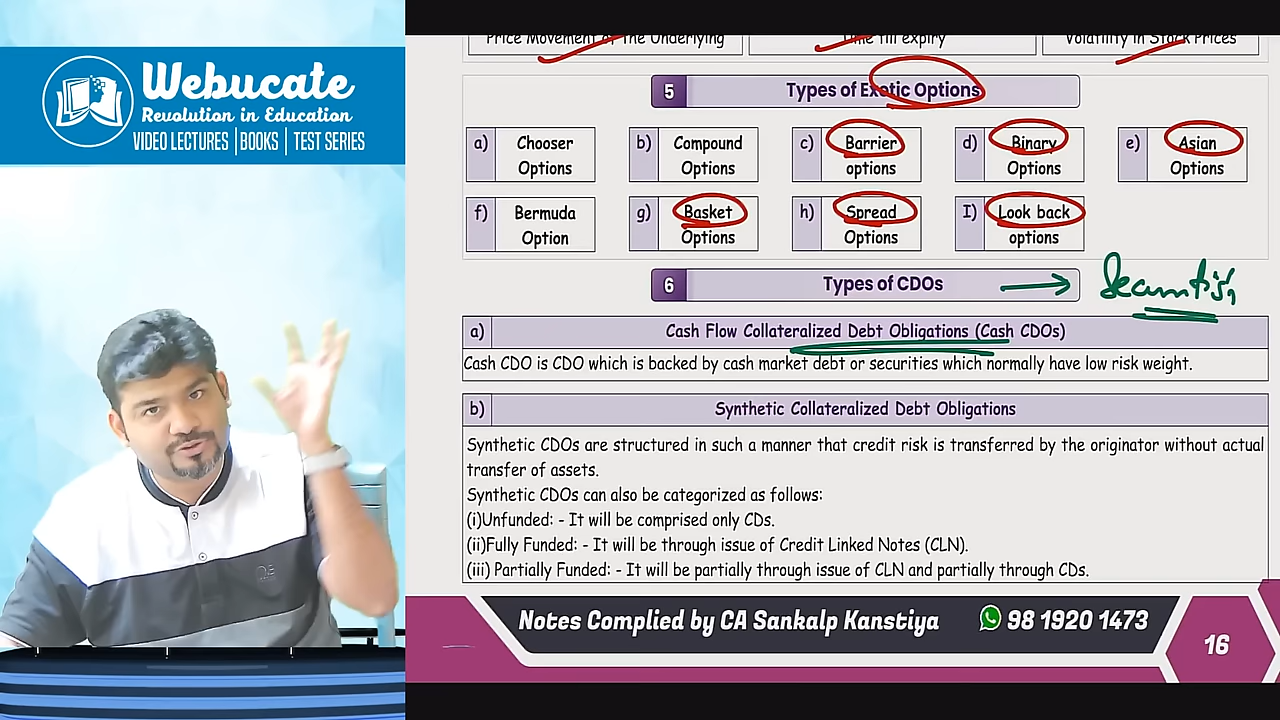 Webucate
Revolution in Education
VIDEO LECTURES | BOOKS | TEST SERIES
Price Movement of The Underlying
Time till expiry
Volatility in Stock Prices
5 Types of Exotic Options
a) Chooser Options
b) Compound Options
c) Barrier options
d) Binary Options
e) Asian Options
f) Bermuda Option
g) Basket Options
h) Spread Options
I) Look back options
6 Types of CDOs
a) Cash Flow Collateralized Debt Obligations (Cash CDOs)
Cash CDO is CDO which is backed by cash market debt or securities which normally have low risk weight.
b) Synthetic Collateralized Debt Obligations
Synthetic CDOs are structured in such a manner that credit risk is transferred by the originator without actual
transfer of assets.
Synthetic CDOs can also be categorized as follows:
(i)Unfunded: - It will be comprised only CDs.
(ii)Fully Funded: - It will be through issue of Credit Linked Notes (CLN).
(iii) Partially Funded: - It will be partially through issue of CLN and partially through CDs.
Notes Complied by CA Sankalp Kanstiya
98 1920 1473
16